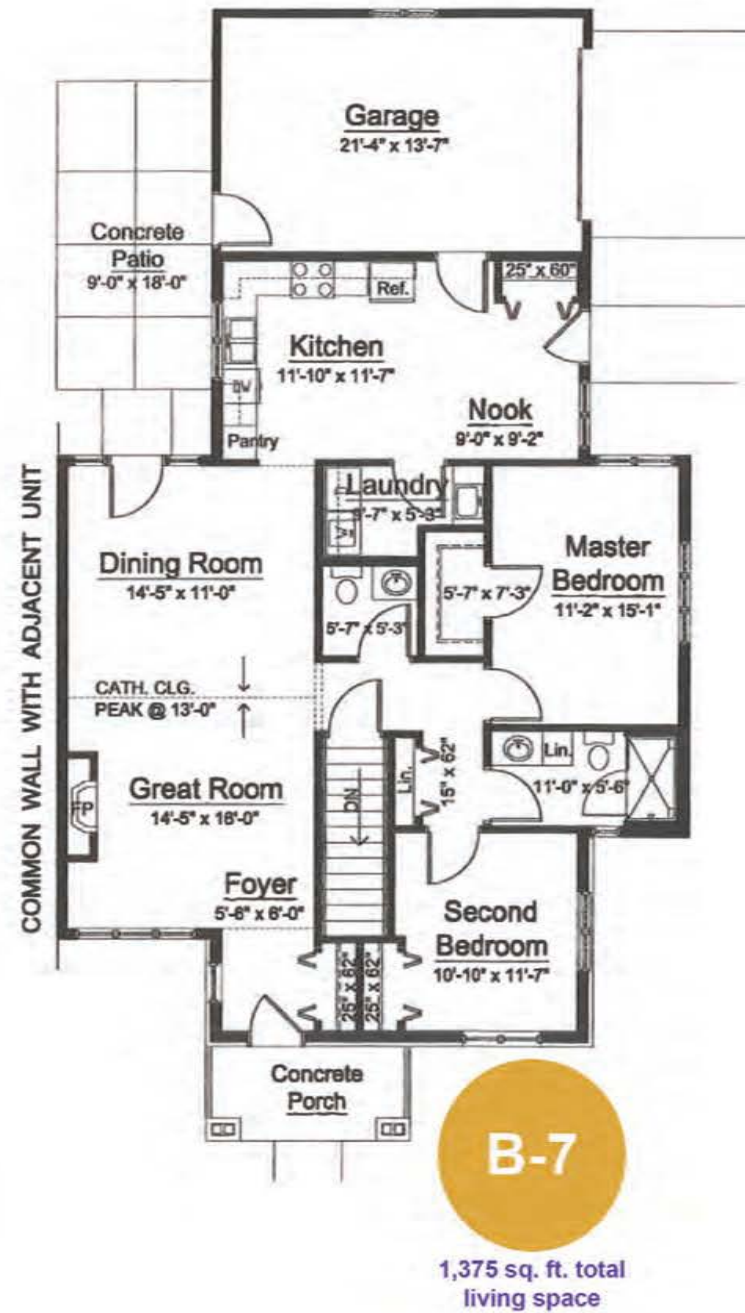 Garage
21'-4" x 13'-7"
Concrete
Patio
9'-0" x 18'-0"
25" x 60"
Ref.
Kitchen
11'-10" x 11'-7"
DW
Nook
9'-0" x 9'-2"
Pantry
COMMON WALL WITH ADJACENT UNIT
Laundry
'-7" x 5'-3"
W
Dining Room
14'-5" x 11'-0"
5'-7" x 5'-3"
5'-7" x 7'-3"
Master
Bedroom
11'-2" x 15'-1"
CATH. CLG.
PEAK @ 13'-0"
Great Room
14'-5" x 16'-0"
FP
DN
Lin.
15" x 62"
Lin.
11'-0" x 5'-6"
Foyer
5'-6" x 6'-0"
Second
Bedroom
10'-10" x 11'-7"
25" x 62"
25" x 62"
Concrete
Porch
B-7
1,375 sq. ft. total
living space